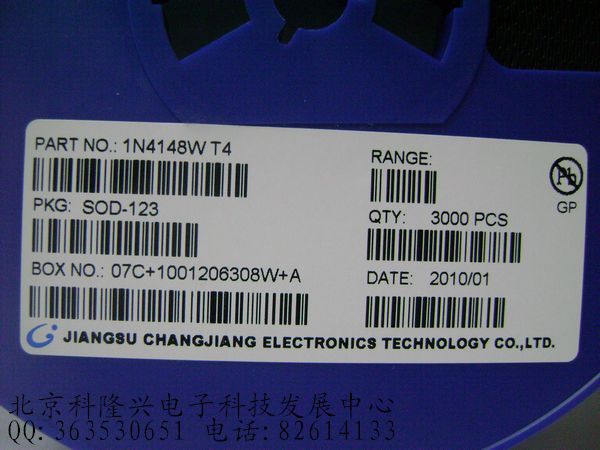 PART NO.: 1N4148W T4
RANGE:
Pb
GP
PKG: SOD-123
QTY: 3000 PCS
BOX NO.: 07C+1001206308W+A
DATE: 2010/01
JIANGSU CHANGJIANG ELECTRONICS TECHNOLOGY CO.,LTD.
北京科隆兴电子科技发展中心
QQ:363530651 电话:82614133